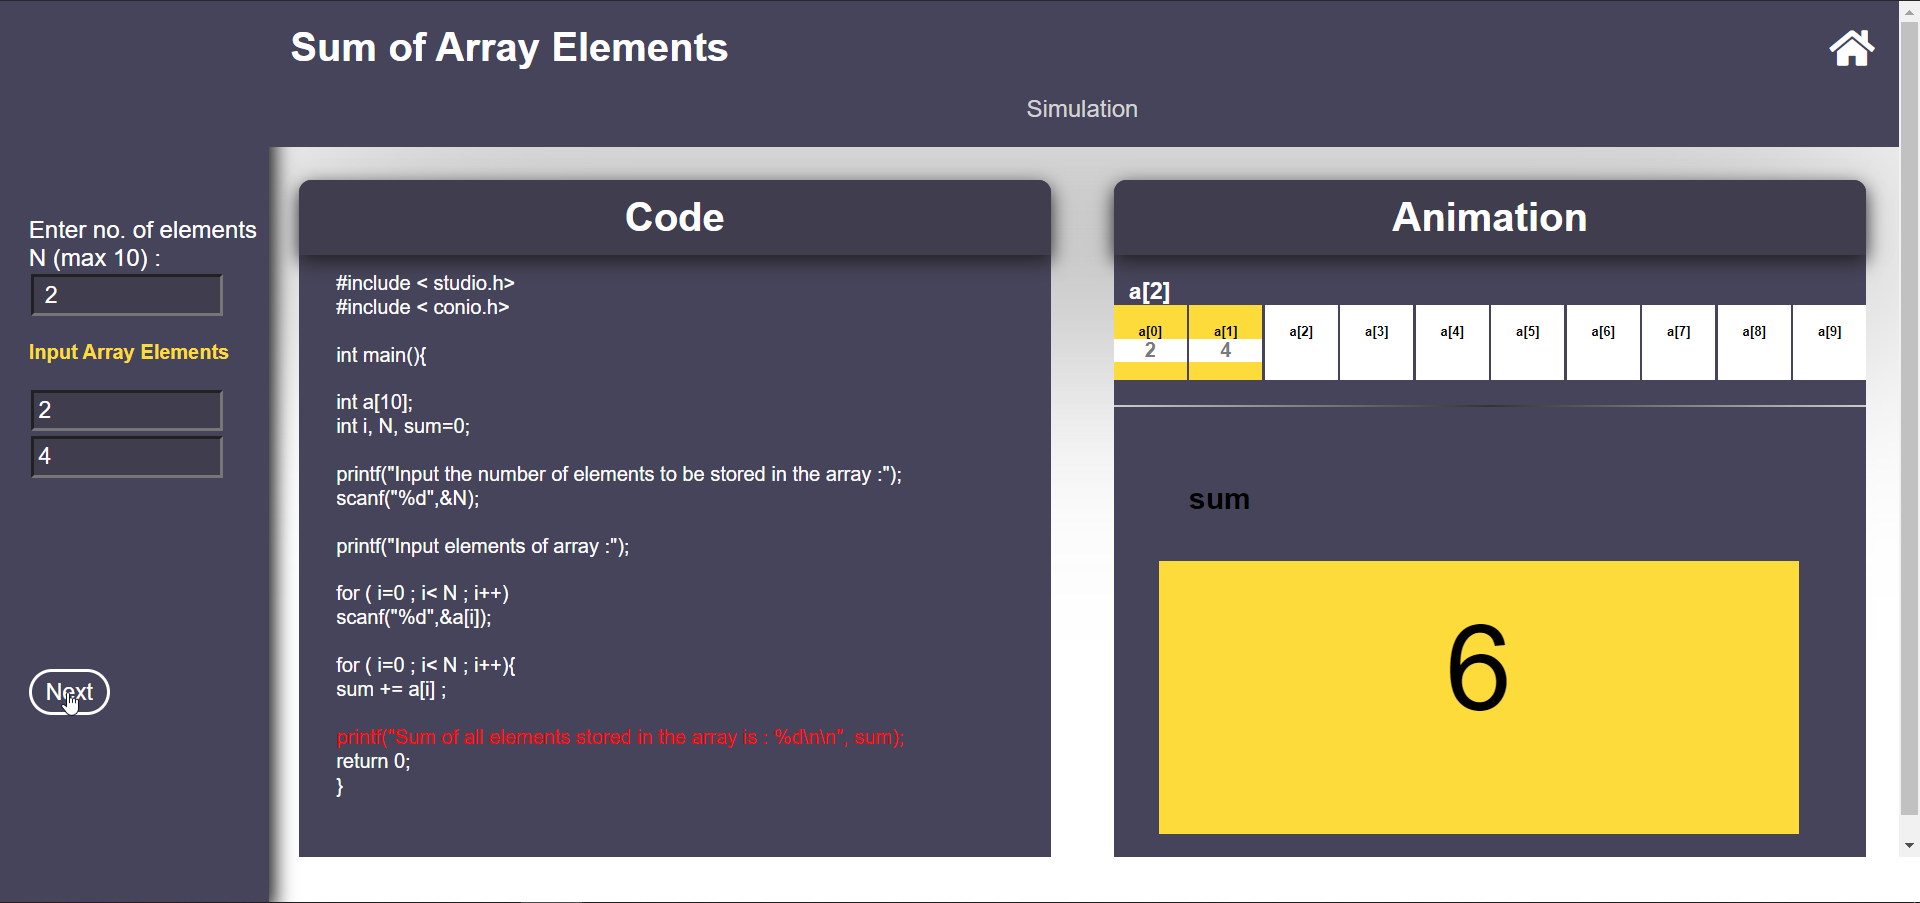 Sum of Array Elements
Simulation
Enter no. of elements
N (max 10) :
2
Input Array Elements
2
4
Next
Code
#include < studio.h>
#include < conio.h>
int main(){
int a[10];
int i, N, sum=0;
printf("Input the number of elements to be stored in the array :");
scanf("%d",&N);
printf("Input elements of array :");
for ( i=0 ; i< N ; i++)
scanf("%d",&a[i]);
for ( i=0 ; i< N ; i++){
sum += a[i] ;
printf("Sum of all elements stored in the array is : %d\n\n", sum);
return 0;
}
Animation
a[2]
a[0] a[1] a[2] a[3] a[4] a[5] a[6] a[7] a[8] a[9]
2 4
sum
6